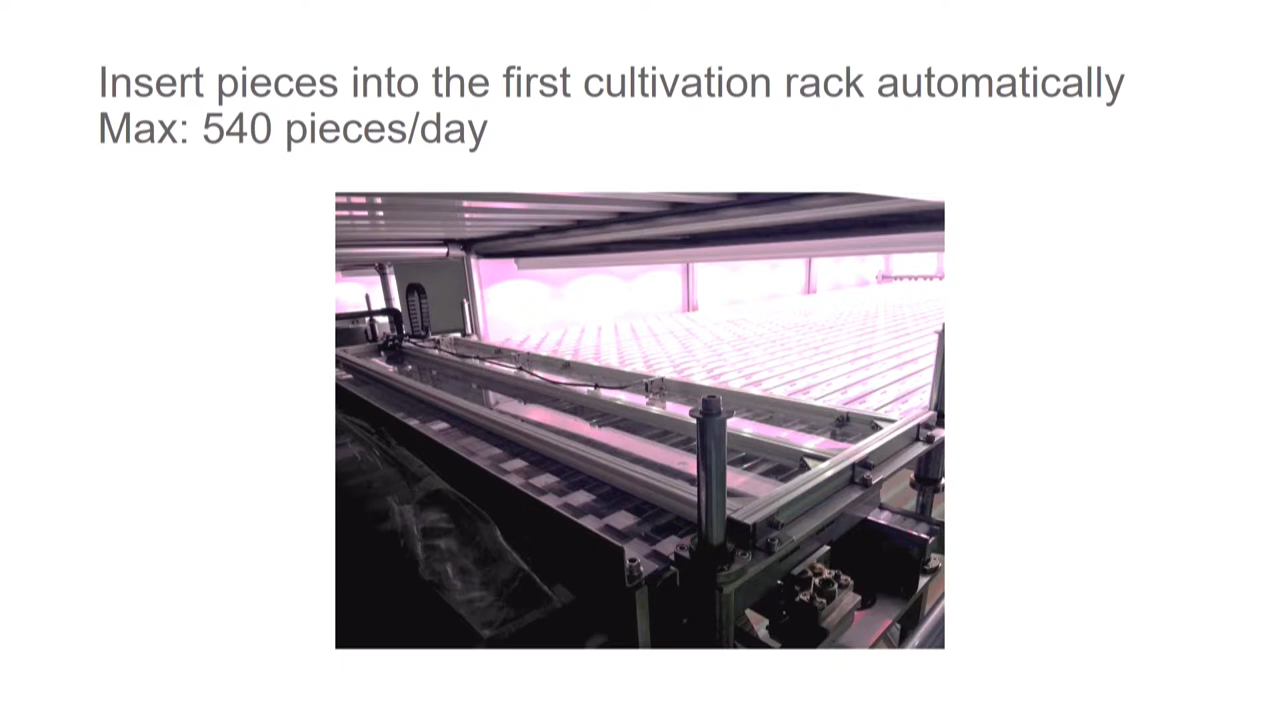 Insert pieces into the first cultivation rack automatically
Max: 540 pieces/day